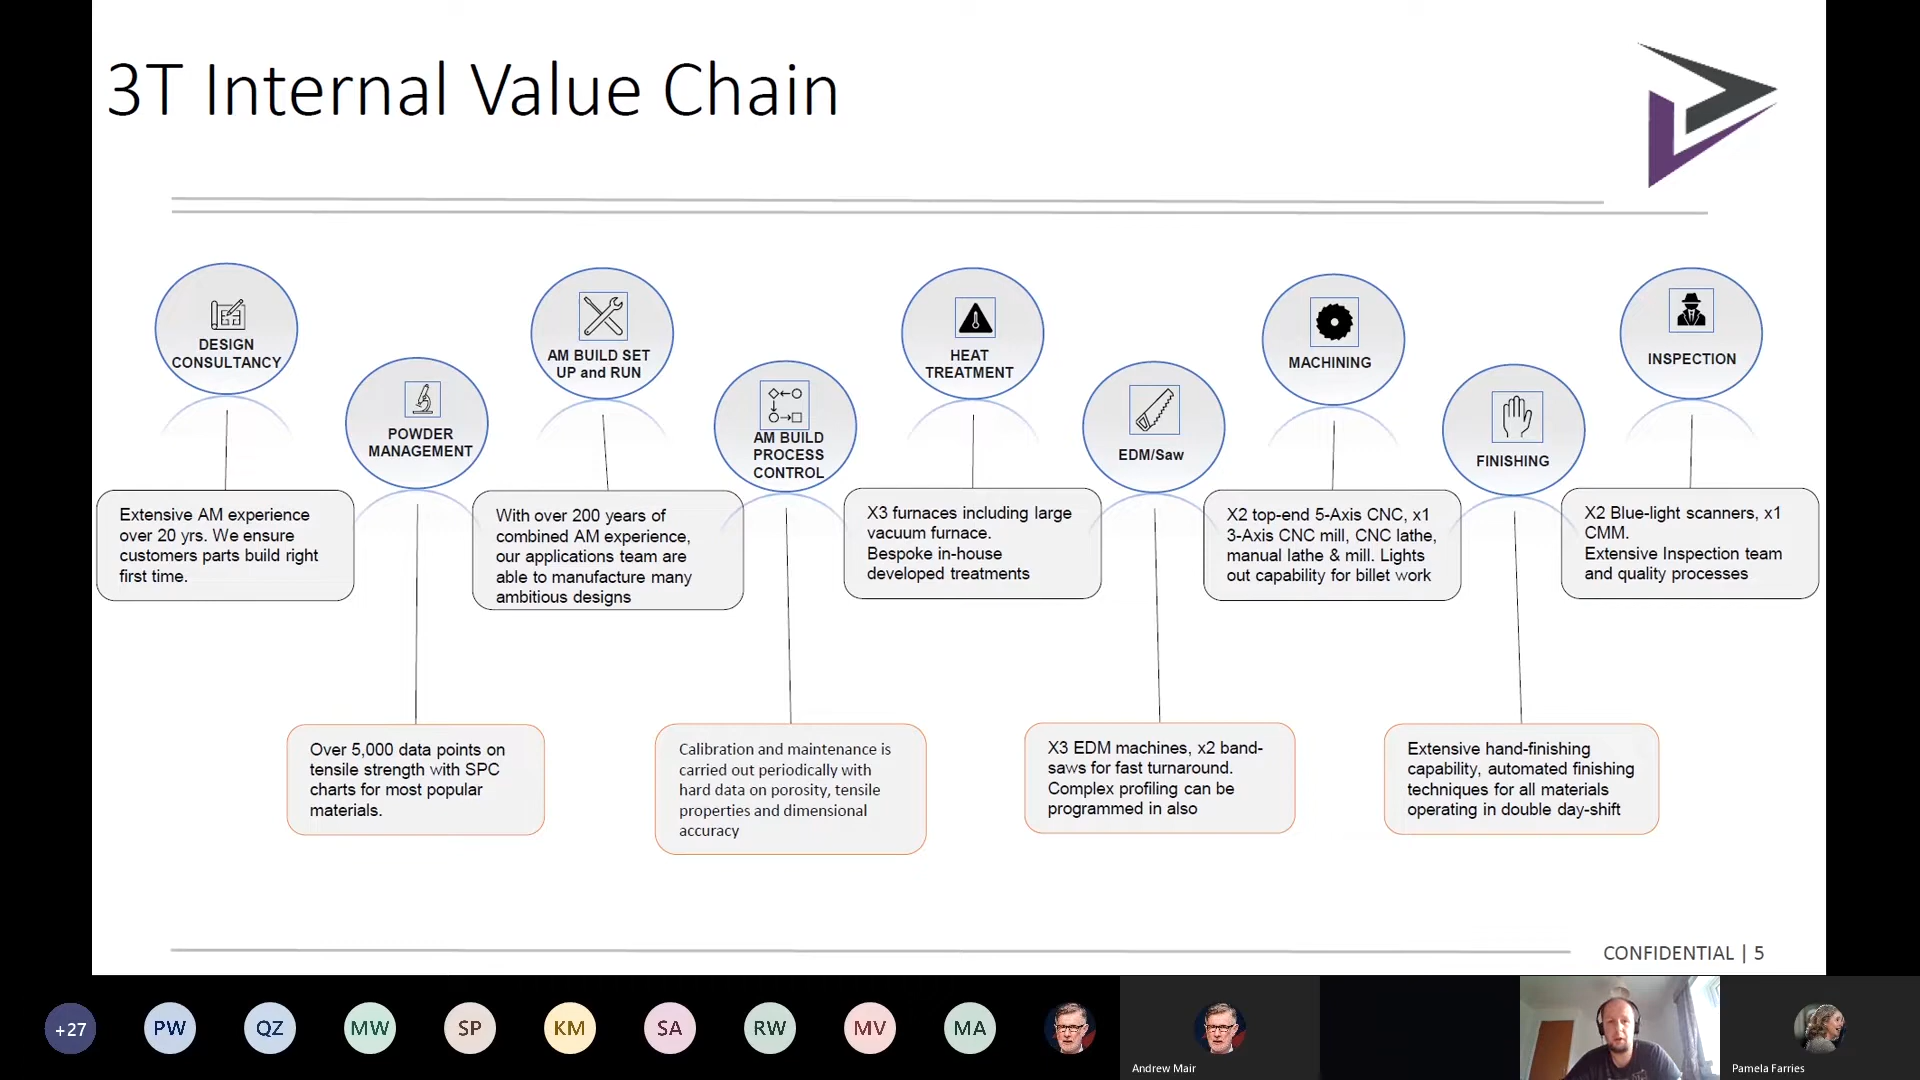 3T Internal Value Chain
DESIGN
CONSULTANCY
Extensive AM experience
over 20 yrs. We ensure
customers parts build right
first time.
POWDER
MANAGEMENT
Over 5,000 data points on
tensile strength with SPC
charts for most popular
materials.
AM BUILD SET
UP and RUN
With over 200 years of
combined AM experience,
our applications team are
able to manufacture many
ambitious designs
AM BUILD
PROCESS
CONTROL
Calibration and maintenance is
carried out periodically with
hard data on porosity, tensile
properties and dimensional
accuracy
HEAT
TREATMENT
X3 furnaces including large
vacuum furnace.
Bespoke in-house
developed treatments
EDM/Saw
X3 EDM machines, x2 band-
saws for fast turnaround.
Complex profiling can be
programmed in also
MACHINING
X2 top-end 5-Axis CNC, x1
3-Axis CNC mill, CNC lathe,
manual lathe & mill. Lights
out capability for billet work
FINISHING
Extensive hand-finishing
capability, automated finishing
techniques for all materials
operating in double day-shift
INSPECTION
X2 Blue-light scanners, x1
CMM.
Extensive Inspection team
and quality processes
CONFIDENTIAL | 5
+27
PW
QZ
MW
SP
KM
SA
RW
MV
MA
Andrew Mair
Pamela Farries